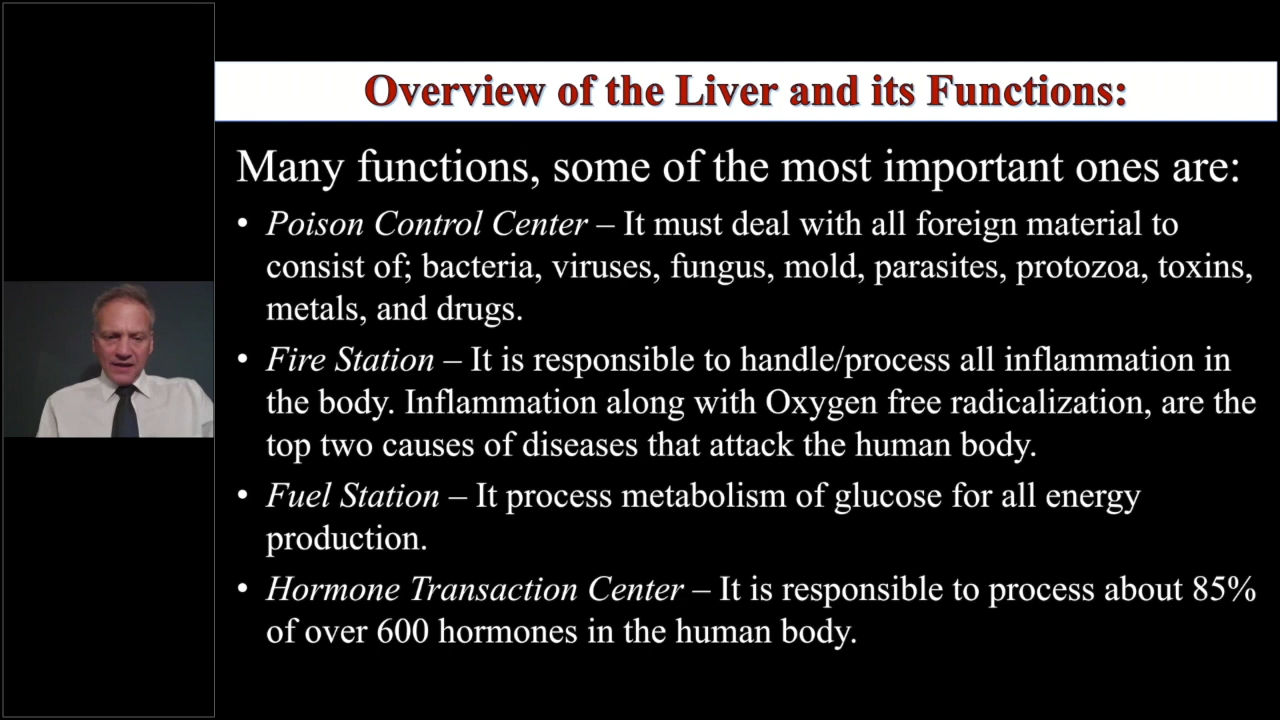 Overview of the Liver and its Functions:
Many functions, some of the most important ones are:
• Poison Control Center – It must deal with all foreign material to
consist of; bacteria, viruses, fungus, mold, parasites, protozoa, toxins,
metals, and drugs.
• Fire Station – It is responsible to handle/process all inflammation in
the body. Inflammation along with Oxygen free radicalization, are the
top two causes of diseases that attack the human body.
• Fuel Station – It process metabolism of glucose for all energy
production.
• Hormone Transaction Center – It is responsible to process about 85%
of over 600 hormones in the human body.